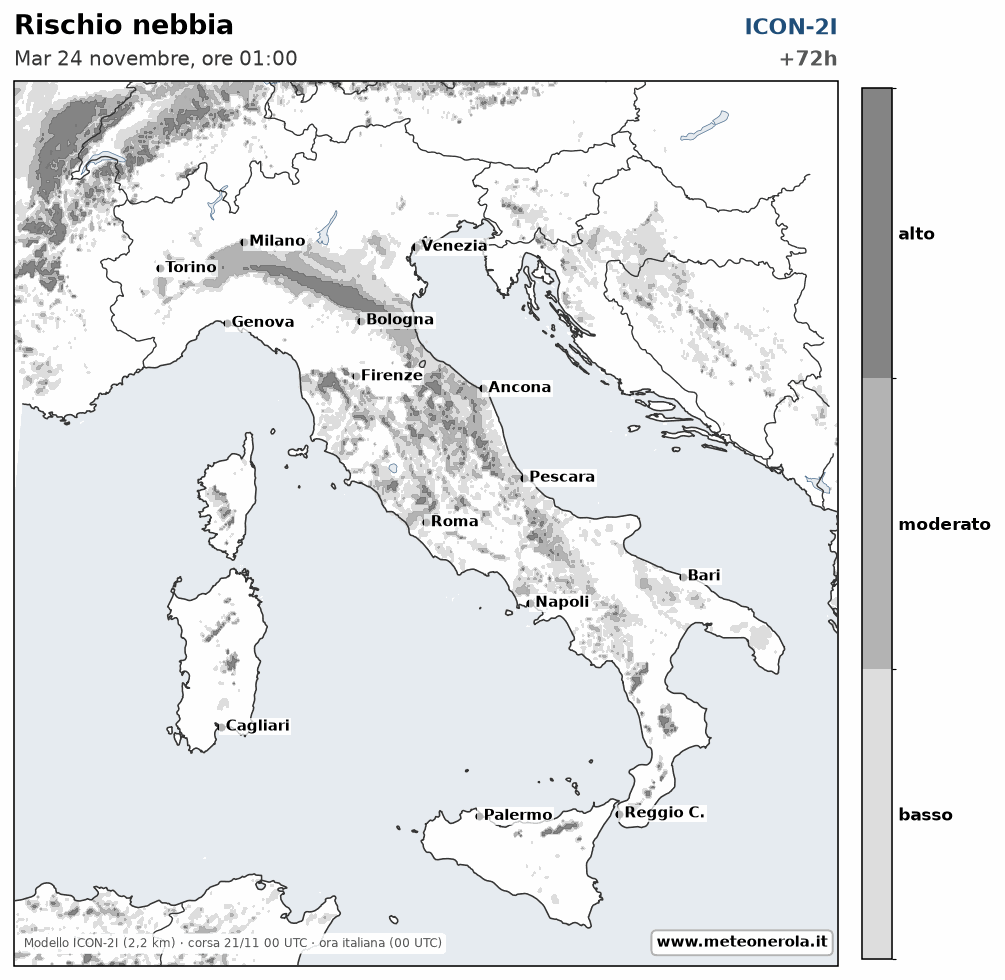 Rischio nebbia
ICON-2I
Mar 24 novembre, ore 01:00
+72h
alto
Milano
Venezia
Torino
Genova
Bologna
Firenze
Ancona
Pescara
Roma
moderato
Bari
Napoli
Cagliari
Palermo
Reggio C.
basso
Modello ICON-2I (2,2 km) · corsa 21/11 00 UTC · ora italiana (00 UTC)
www.meteonerola.it